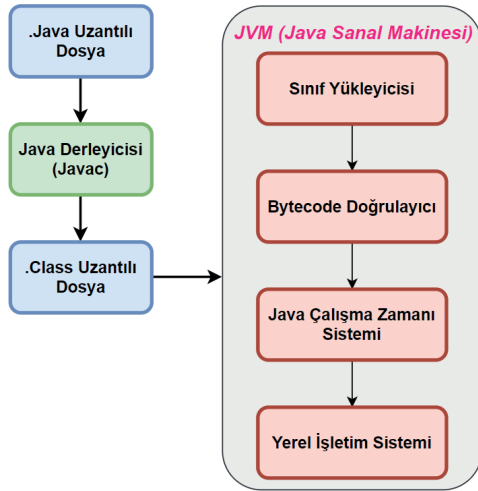 .Java Uzantılı
Dosya
Java Derleyicisi
(Javac)
.Class Uzantılı
Dosya
JVM (Java Sanal Makinesi)
Sınıf Yükleyicisi
Bytecode Doğrulayıcı
Java Çalışma Zamanı
Sistemi
Yerel İşletim Sistemi